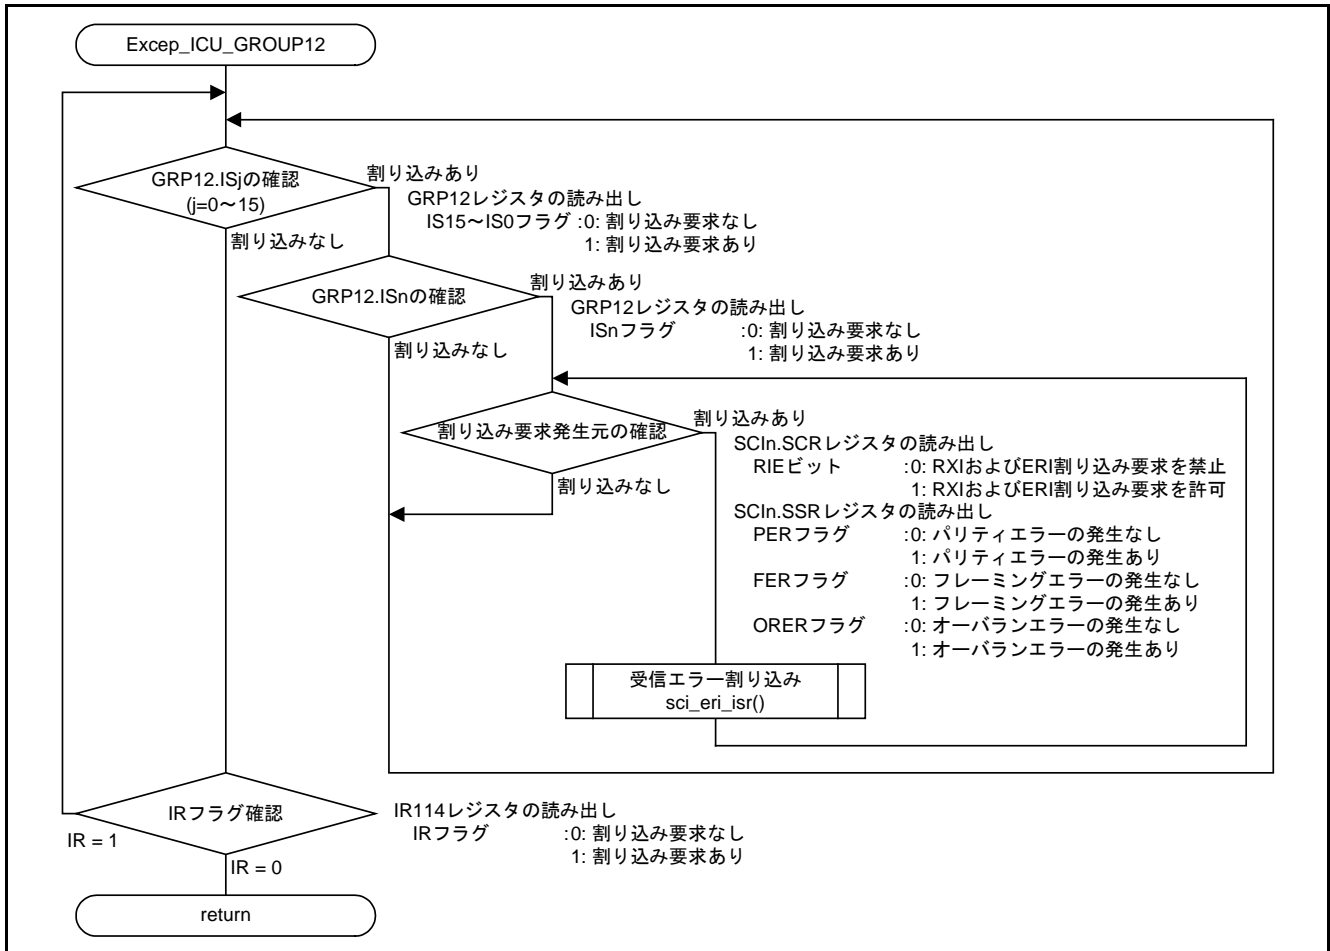 Excep_ICU_GROUP12
GRP12.ISjの確認
(j=0～15)
割り込みあり
GRP12レジスタの読み出し
IS15～IS0フラグ :0: 割り込み要求なし
1: 割り込み要求あり
割り込みなし
GRP12.ISnの確認
割り込みあり
GRP12レジスタの読み出し
ISnフラグ :0: 割り込み要求なし
1: 割り込み要求あり
割り込みなし
割り込み要求発生元の確認
割り込みあり
SCIn.SCRレジスタの読み出し
RIEビット :0: RXIおよびERI割り込み要求を禁止
1: RXIおよびERI割り込み要求を許可
割り込みなし
SCIn.SSRレジスタの読み出し
PERフラグ :0: パリティエラーの発生なし
1: パリティエラーの発生あり
FERフラグ :0: フレーミングエラーの発生なし
1: フレーミングエラーの発生あり
ORERフラグ :0: オーバランエラーの発生なし
1: オーバランエラーの発生あり
受信エラー割り込み
sci_eri_isr()
IRフラグ確認
IR114レジスタの読み出し
IRフラグ :0: 割り込み要求なし
1: 割り込み要求あり
IR = 1
IR = 0
return